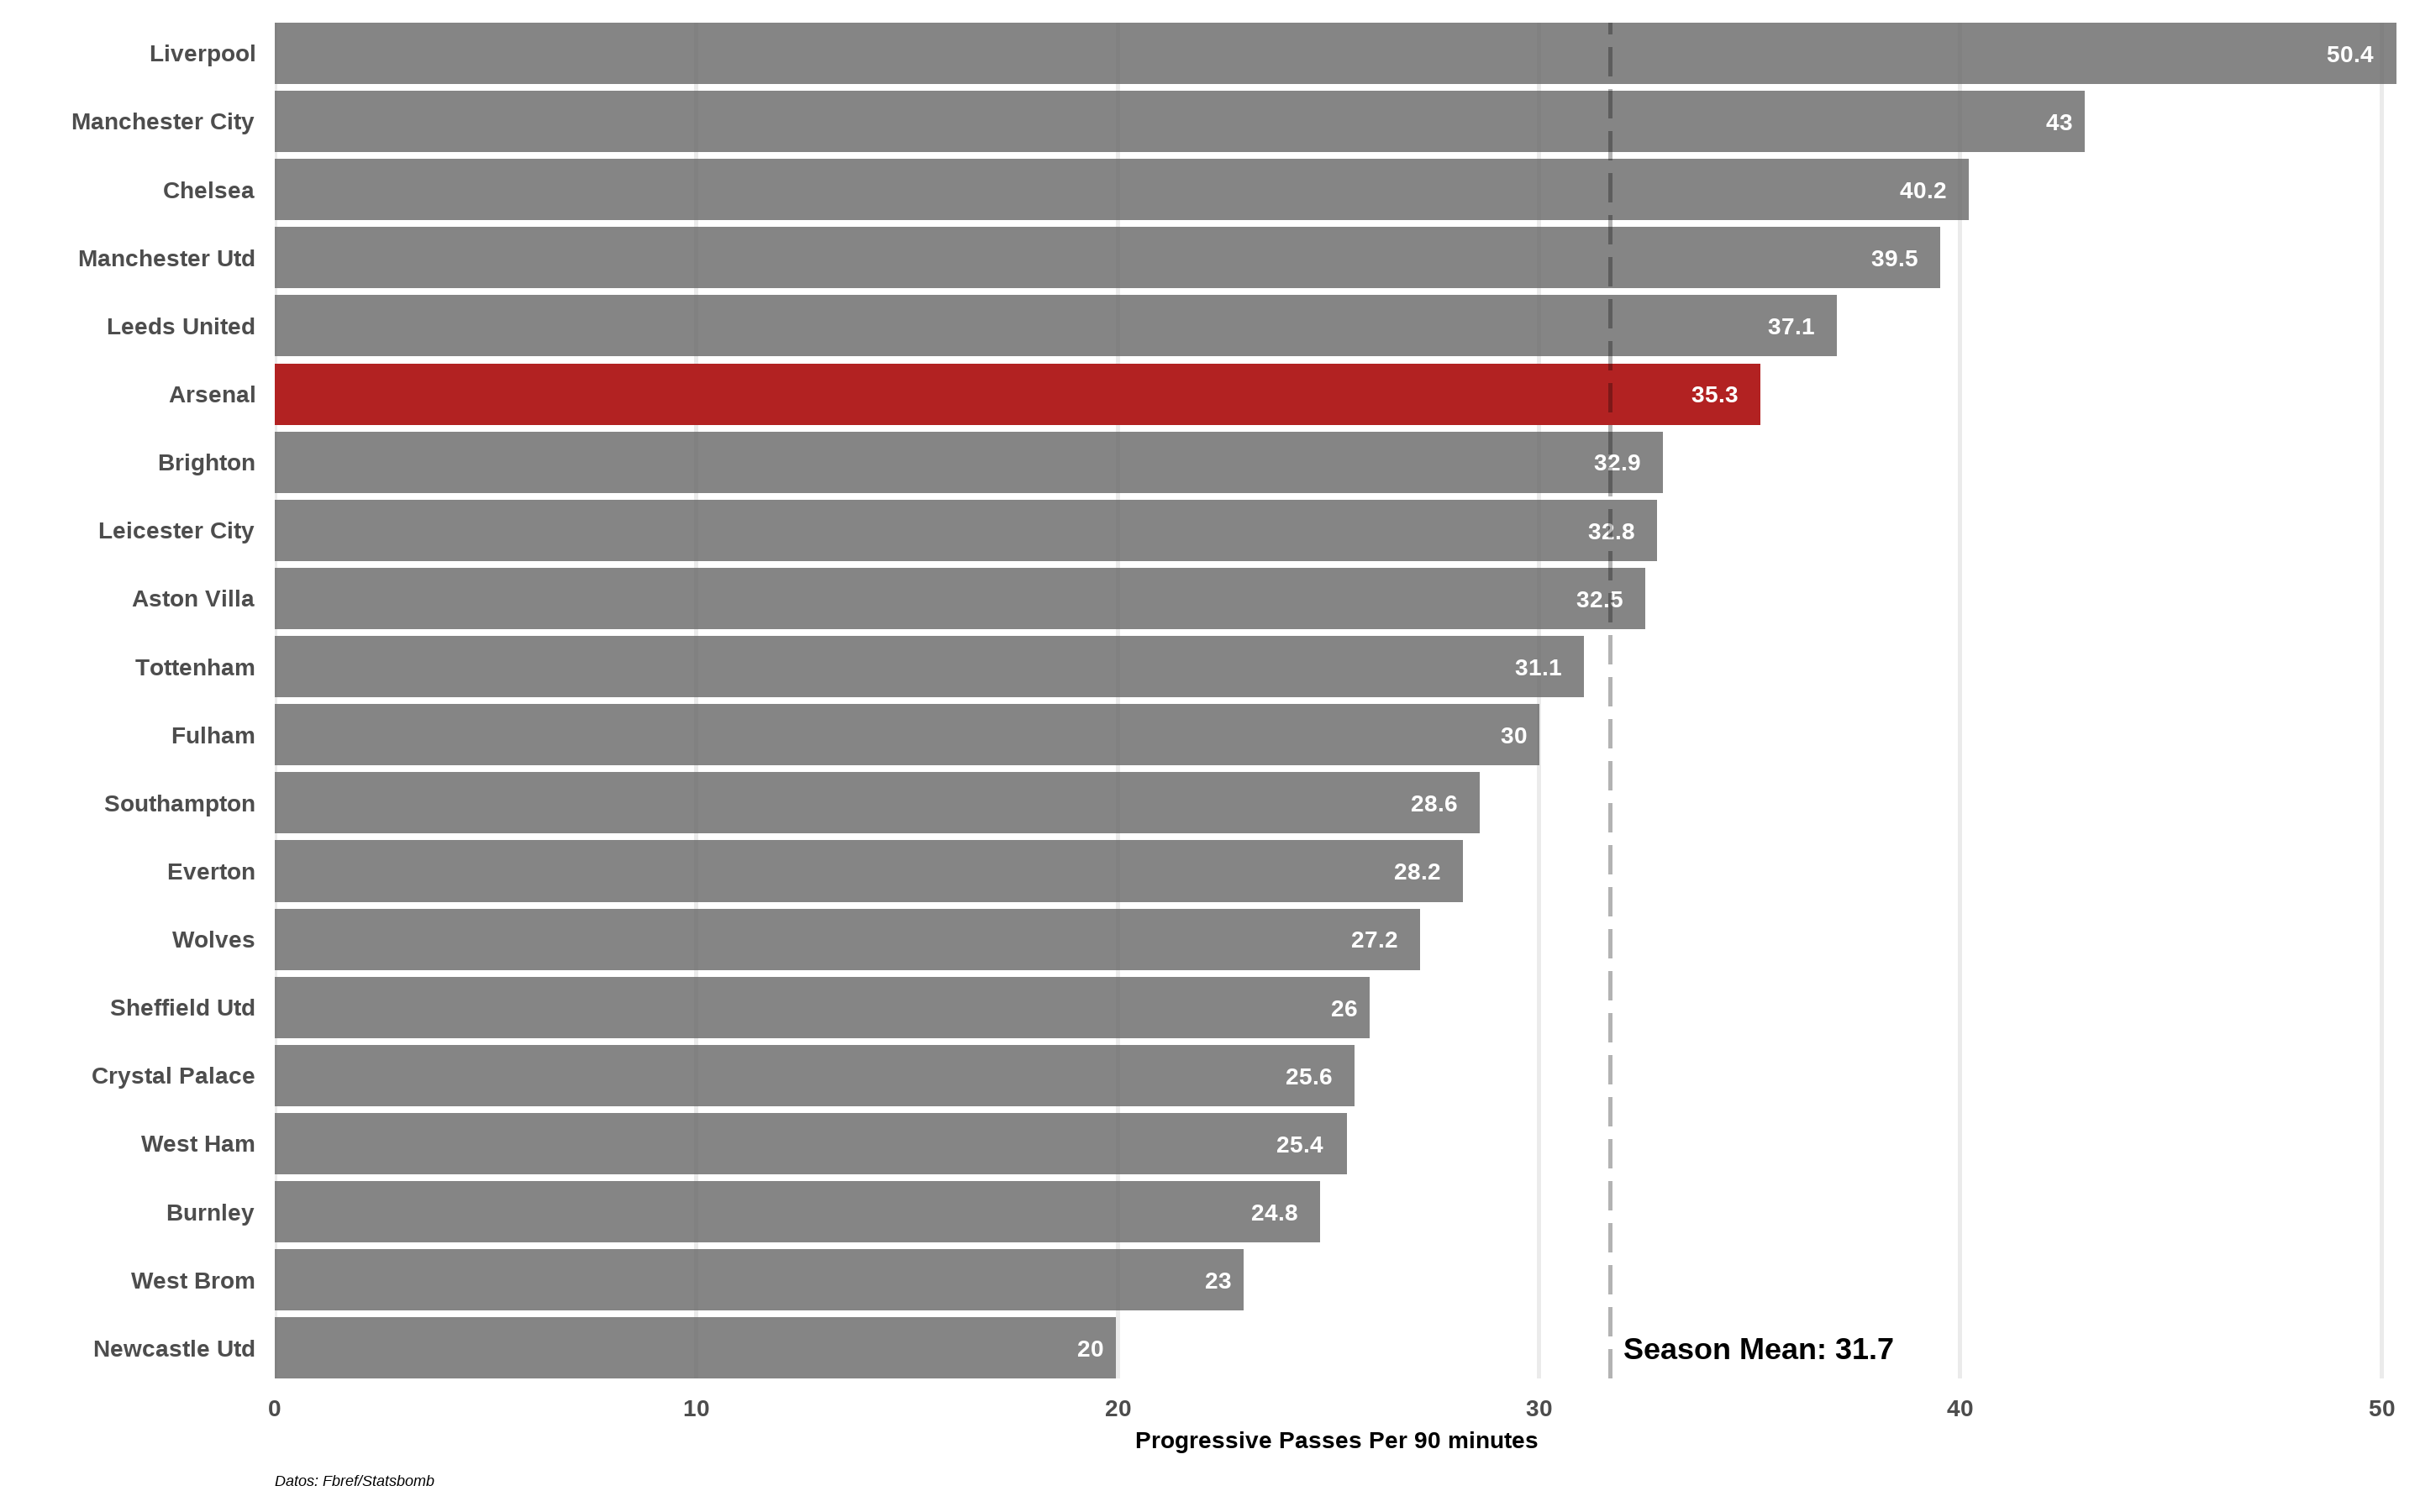 Liverpool 50.4
Manchester City 43
Chelsea 40.2
Manchester Utd 39.5
Leeds United 37.1
Arsenal 35.3
Brighton 32.9
Leicester City 32.8
Aston Villa 32.5
Tottenham 31.1
Fulham 30
Southampton 28.6
Everton 28.2
Wolves 27.2
Sheffield Utd 26
Crystal Palace 25.6
West Ham 25.4
Burnley 24.8
West Brom 23
Newcastle Utd 20 Season Mean: 31.7
0 10 20 30 40 50
Progressive Passes Per 90 minutes
Datos: Fbref/Statsbomb